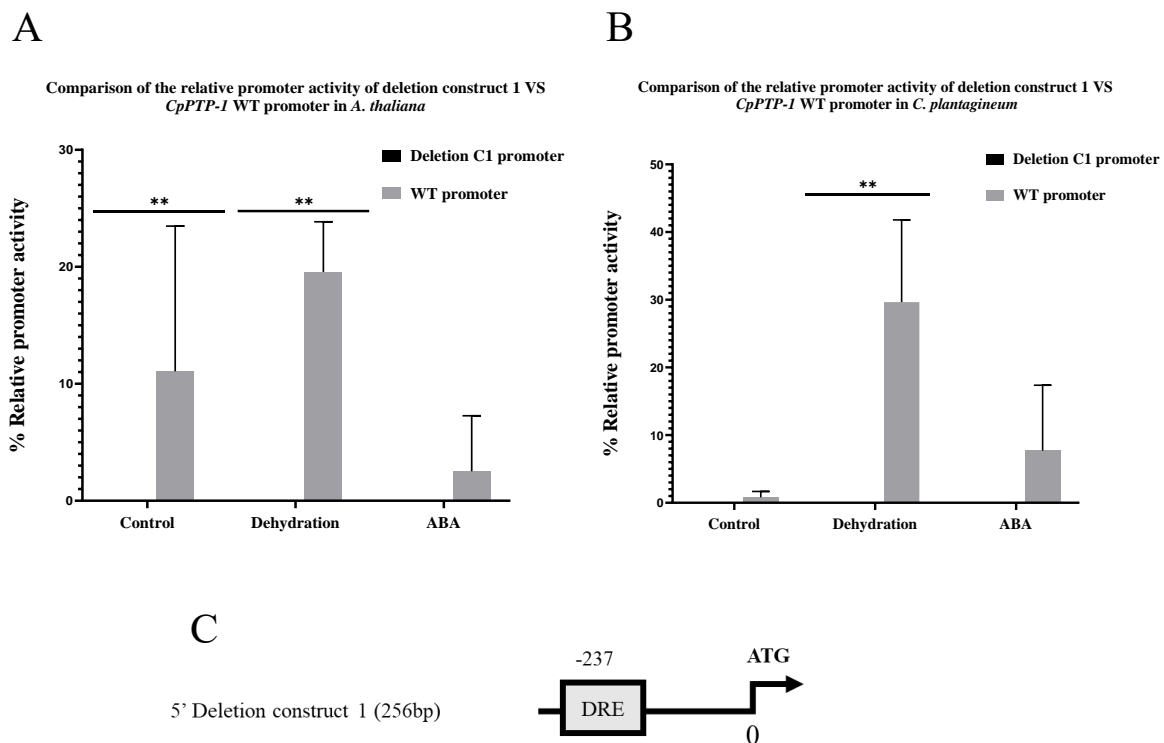 A
Comparison of the relative promoter activity of deletion construct 1 VS
CpPTP-1 WT promoter in A. thaliana
% Relative promoter activity
30
20
10
0
**
**
Deletion C1 promoter
WT promoter
Control
Dehydration
ABA
B
Comparison of the relative promoter activity of deletion construct 1 VS
CpPTP-1 WT promoter in C. plantagineum
% Relative promoter activity
50
40
30
20
10
0
**
Deletion C1 promoter
WT promoter
Control
Dehydration
ABA
C
-237
ATG
5’ Deletion construct 1 (256bp)
DRE
0